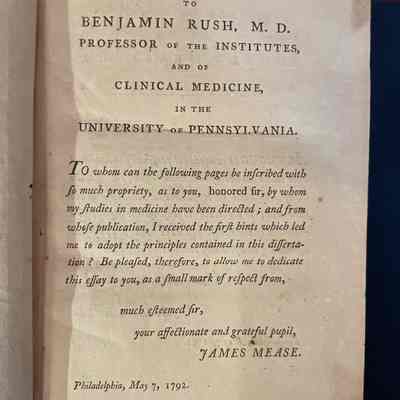 TO
BENJAMIN RUSH, M. D.
PROFESSOR OF THE INSTITUTES,
AND OF
CLINICAL MEDICINE,
IN THE
UNIVERSITY OF PENNSYLVANIA.
TO whom can the following pages be inſcribed with
ſo much propriety, as to you, honored ſir, by whom
my ſtudies in medicine have been directed; and from
whoſe publication, I received the firſt hints which led
me to adopt the principles contained in this diſſerta-
tion? Be pleaſed, therefore, to allow me to dedicate
this eſſay to you, as a ſmall mark of reſpect from,
much eſteemed ſir,
your affectionate and grateful pupil,
JAMES MEASE.
Philadelphia, May 7, 1792.